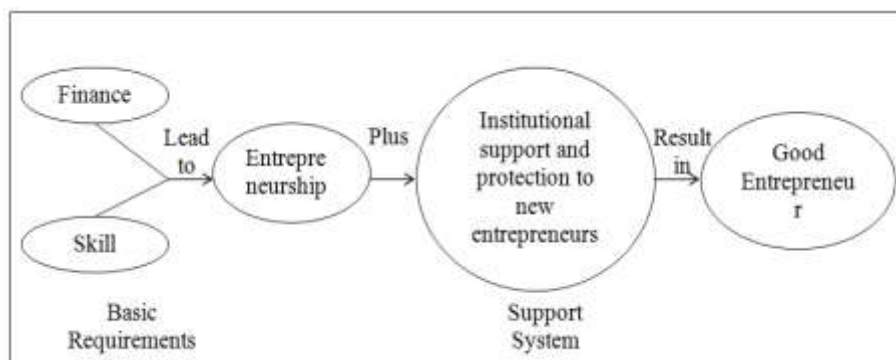 Finance
Skill
Lead
to
Entrepre
neurship
Plus
Institutional
support and
protection to
new
entrepreneurs
Result
in
Good
Entrepreneu
r
Basic
Requirements
Support
System